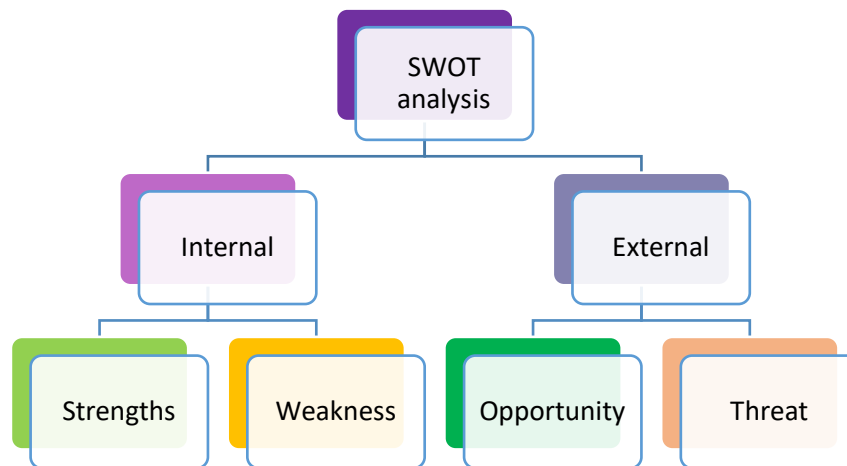 SWOT
analysis
Internal
External
Strengths
Weakness
Opportunity
Threat